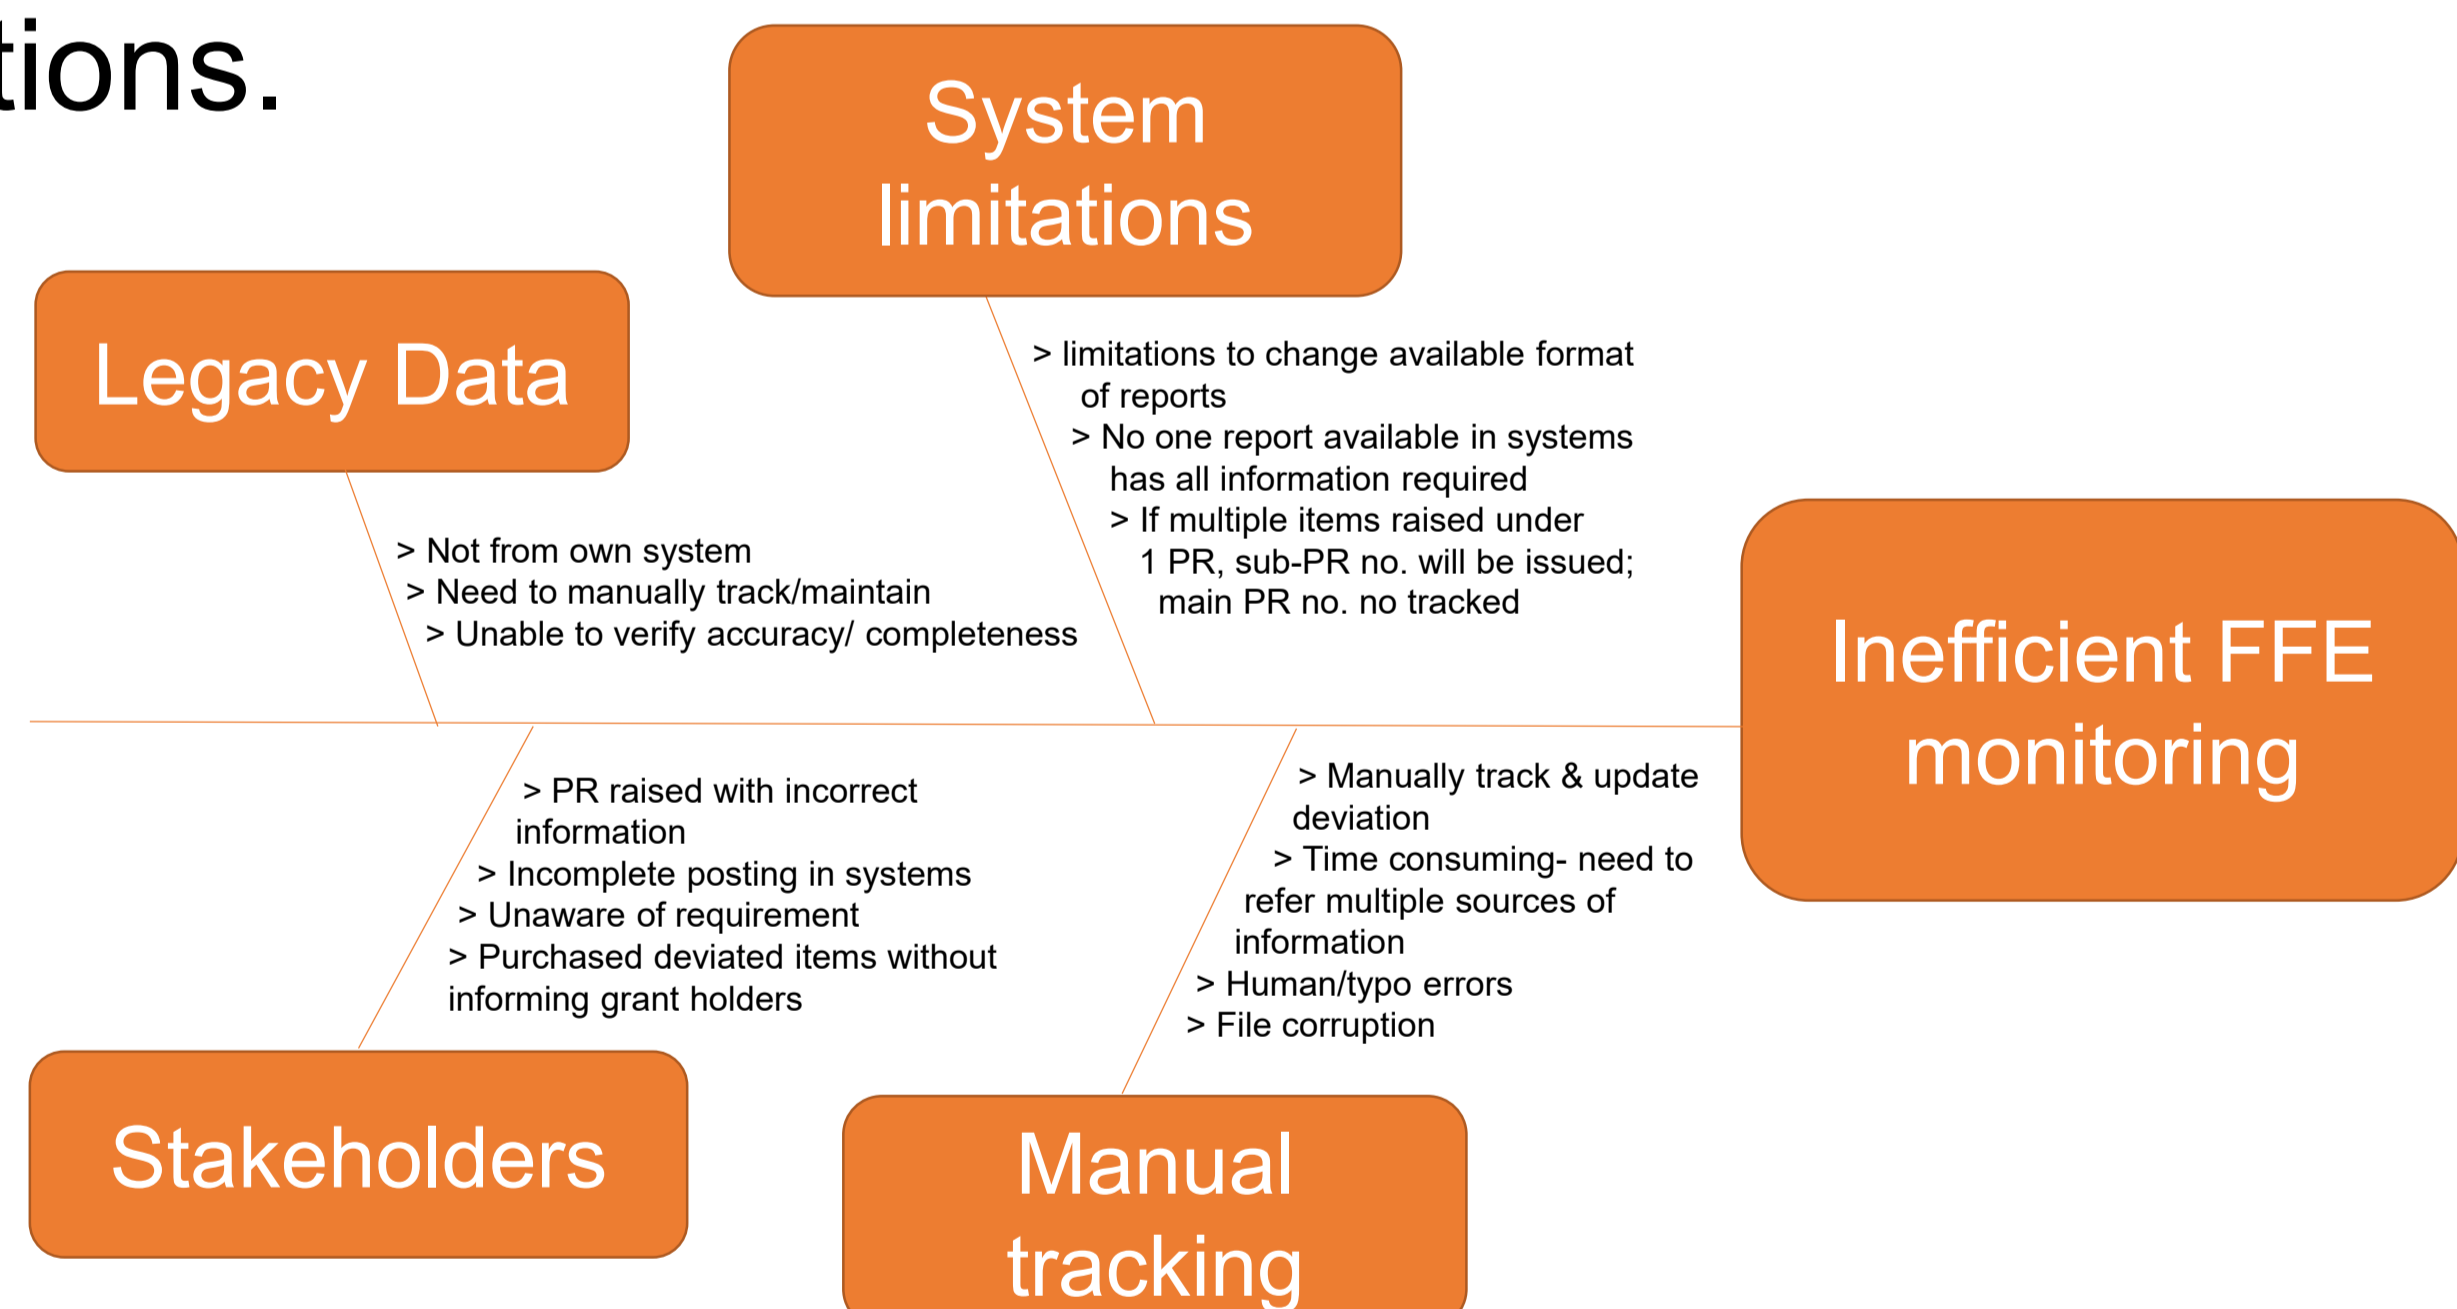 tions.
System
limitations
Legacy Data
> limitations to change available format
of reports
> No one report available in systems
has all information required
> If multiple items raised under
1 PR, sub-PR no. will be issued;
main PR no. no tracked
> Not from own system
> Need to manually track/maintain
> Unable to verify accuracy/ completeness
Inefficient FFE
monitoring
> PR raised with incorrect
information
> Incomplete posting in systems
> Unaware of requirement
> Purchased deviated items without
informing grant holders
> Manually track & update
deviation
> Time consuming- need to
refer multiple sources of
information
> Human/typo errors
> File corruption
Stakeholders
Manual
tracking